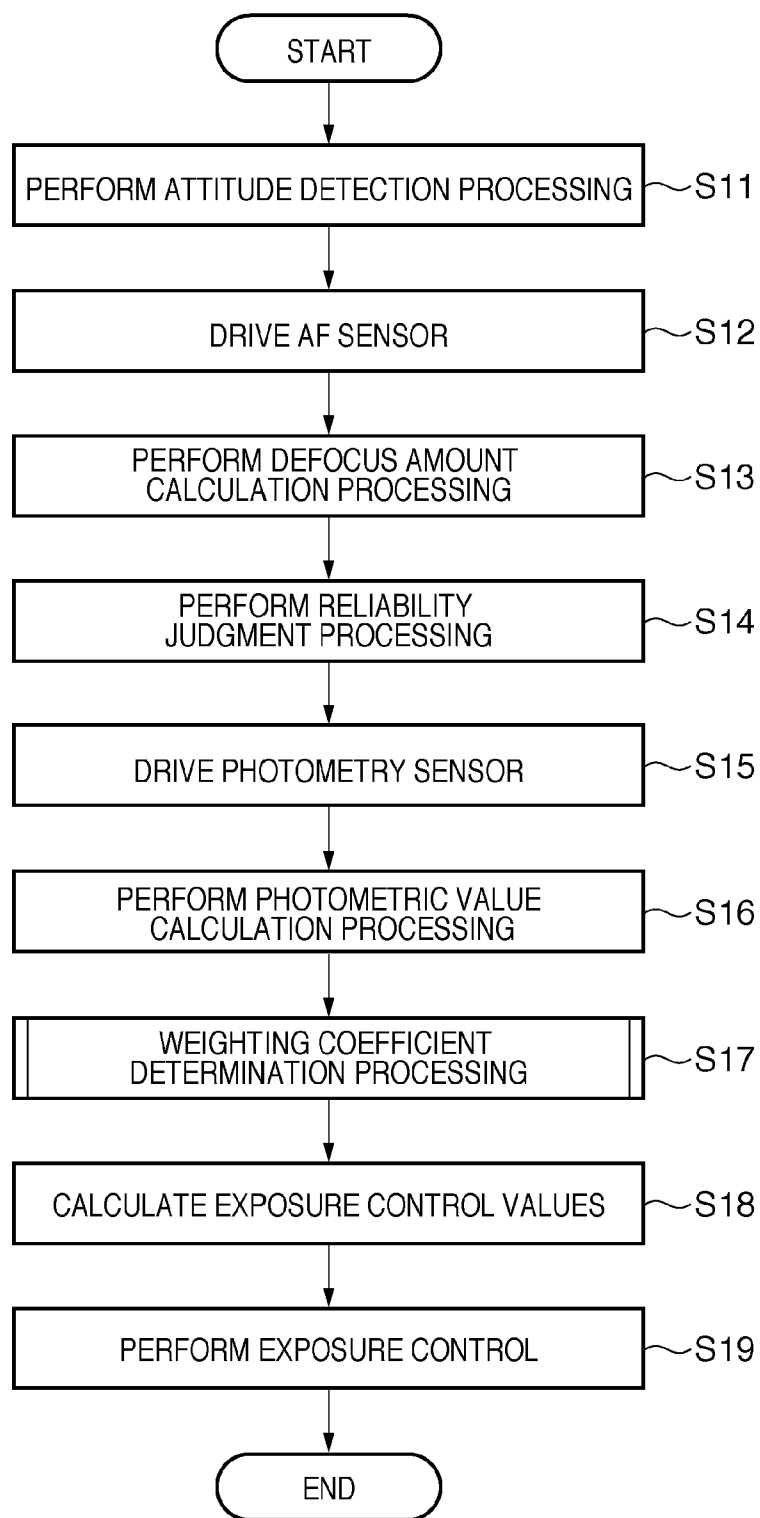 START
PERFORM ATTITUDE DETECTION PROCESSING
S11
DRIVE AF SENSOR
S12
PERFORM DEFOCUS AMOUNT
CALCULATION PROCESSING
S13
PERFORM RELIABILITY
JUDGMENT PROCESSING
S14
DRIVE PHOTOMETRY SENSOR
S15
PERFORM PHOTOMETRIC VALUE
CALCULATION PROCESSING
S16
WEIGHTING COEFFICIENT
DETERMINATION PROCESSING
S17
CALCULATE EXPOSURE CONTROL VALUES
S18
PERFORM EXPOSURE CONTROL
S19
END